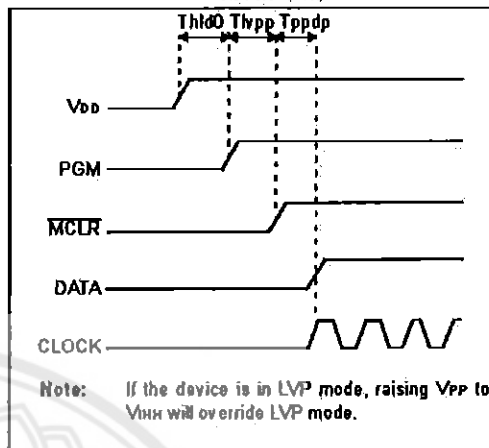 Thld0 Tlvpp Tppdp
VDD
PGM
MCLR
DATA
CLOCK
Note: If the device is in LVP mode, raising VPP to
VIHH will override LVP mode.